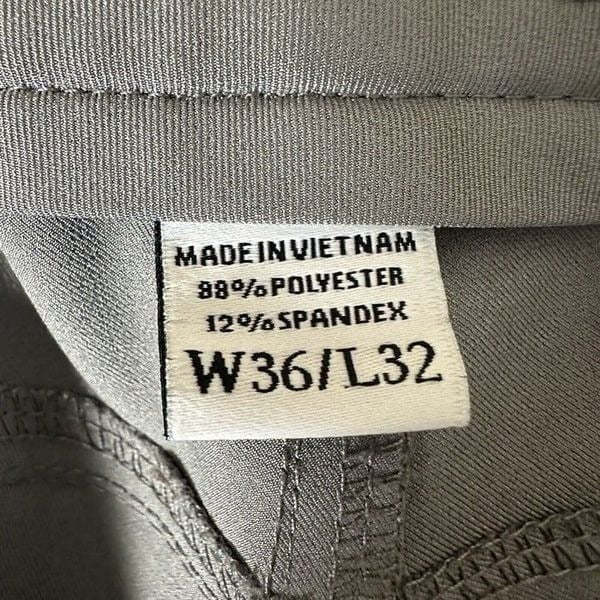 MADE IN VIETNAM
88% POLYESTER
12% SPANDEX
W36/L32